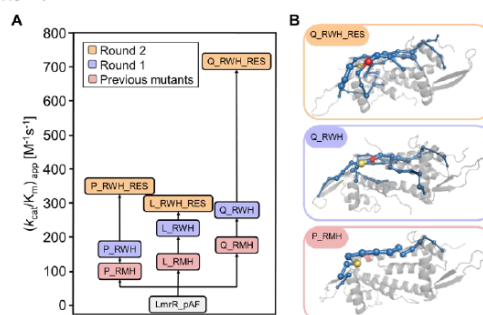 A
Round 2
Round 1
Previous mutants
(kcat/Km) app [M-1s-1]
800
700
600
500
400
300
200
100
0
Q_RWH_RES
P_RWH_RES
L_RWH_RES
Q_RWH
L_RWH
P_RWH
Q_RMH
L_RMH
P_RMH
LmrR_pAF
B
Q_RWH_RES
Q_RWH
P_RMH